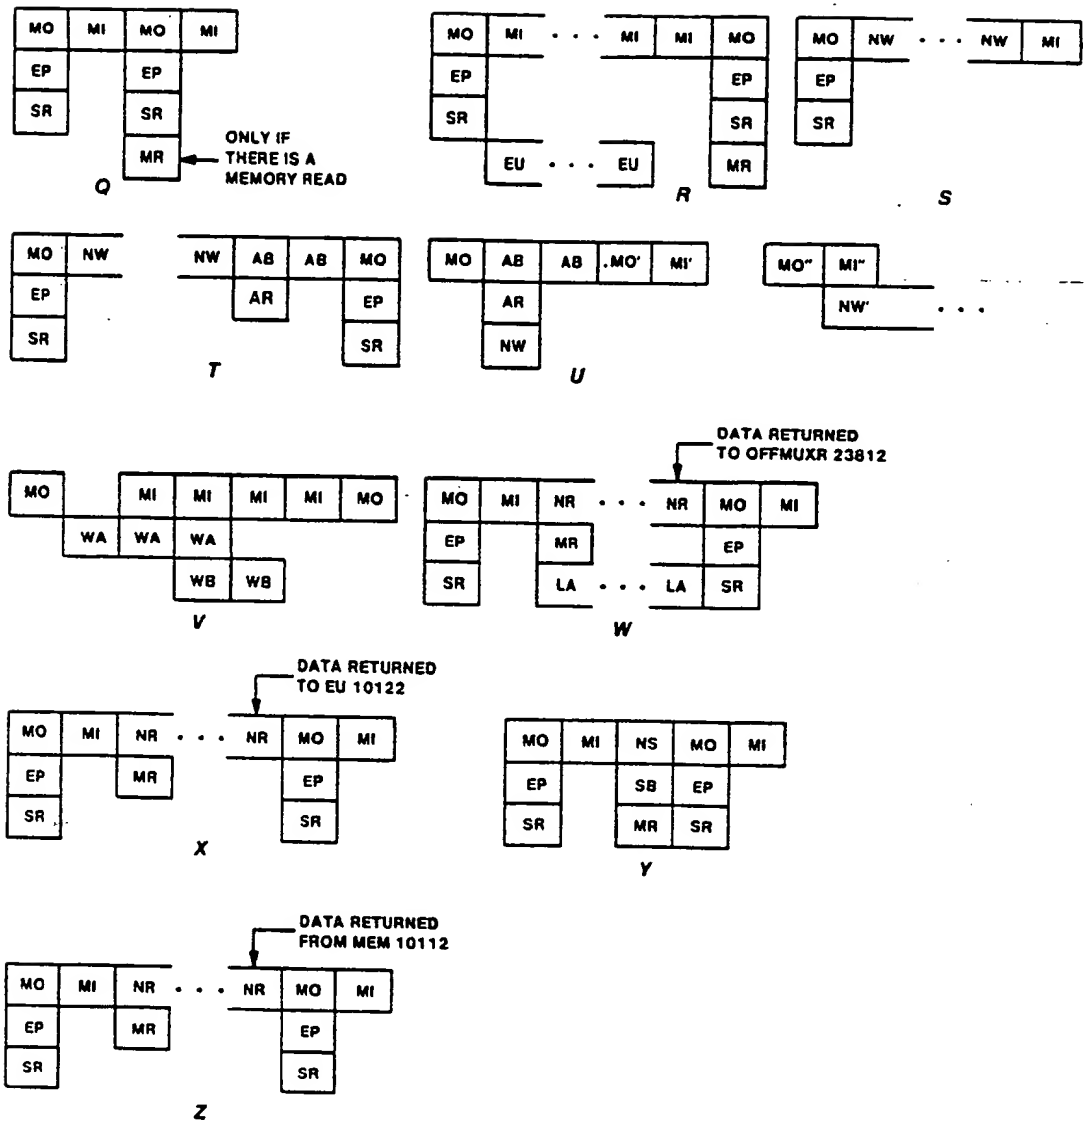 MO MI MO MI
EP EP
SR SR
MR
ONLY IF
THERE IS A
MEMORY READ
Q
MO MI . . . MI MI MO
EP EP
SR SR
EU . . . EU MR
R
MO NW . . . NW MI
EP
SR
S
MO NW NW AB AB MO
EP AR EP
SR SR
T
MO AB AB .MO' MI'
AR
NW
U
MO" MI"
NW' . . .
MO MI MI MI MI MO
WA WA WA
WB WB
V
DATA RETURNED
TO OFFMUXR 23812
MO MI NR . . . NR MO MI
EP MR EP
SR LA . . . LA SR
W
DATA RETURNED
TO EU 10122
MO MI NR . . . NR MO MI
EP MR EP
SR SR
X
MO MI NS MO MI
EP SB EP
SR MR SR
Y
DATA RETURNED
FROM MEM 10112
MO MI NR . . . NR MO MI
EP MR EP
SR SR
Z